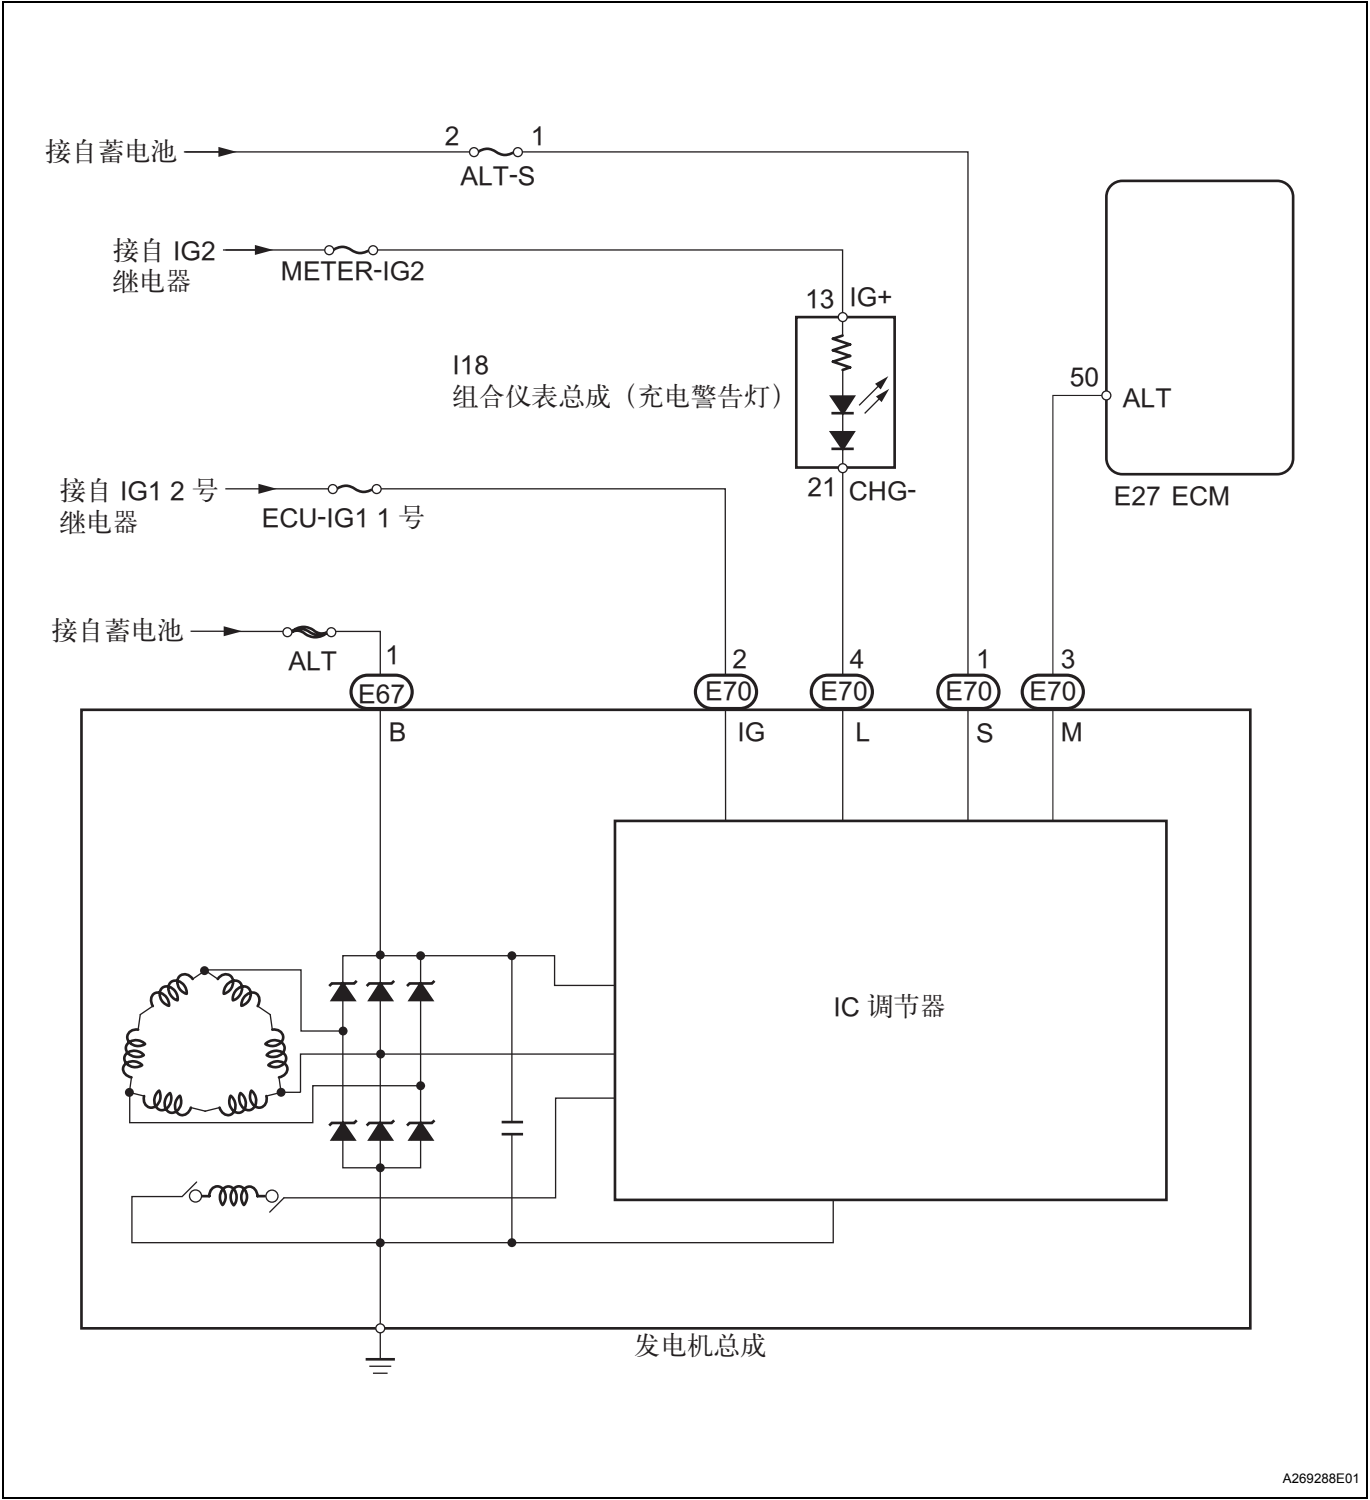 接自蓄电池
2
1
ALT-S
接自 IG2
继电器
METER-IG2
13
IG+
I18
组合仪表总成（充电警告灯）
50
ALT
E27 ECM
21
CHG-
接自 IG1 2 号
继电器
ECU-IG1 1 号
接自蓄电池
ALT
1
2
4
1
3
E67
E70
E70
E70
E70
B
IG
L
S
M
IC 调节器
发电机总成
A269288E01